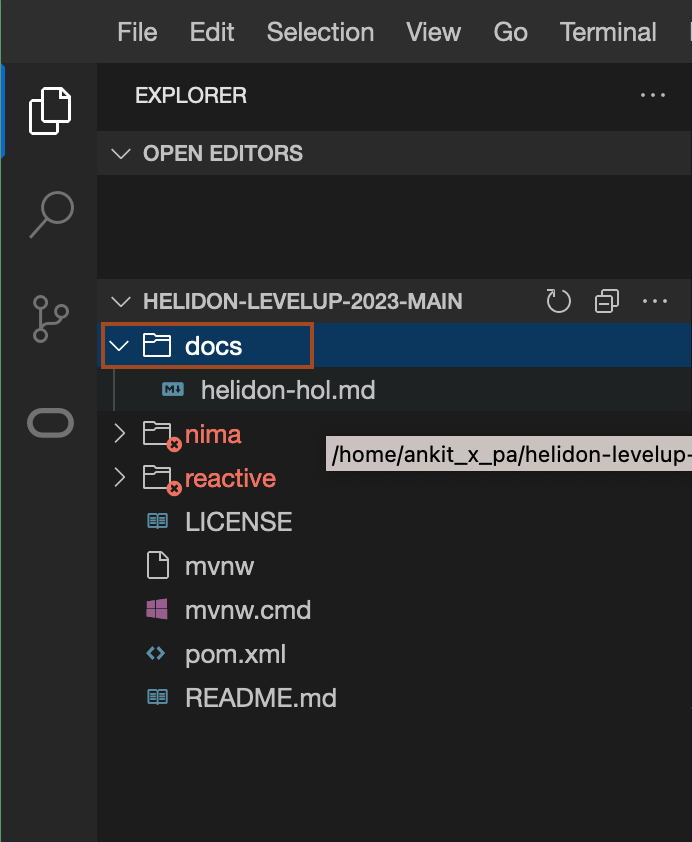 File Edit Selection View Go Terminal
EXPLORER
OPEN EDITORS
HELIDON-LEVELUP-2023-MAIN
docs
helidon-hol.md
nima
/home/ankit_x_pa/helidon-levelup-
reactive
LICENSE
mvnw
mvnw.cmd
pom.xml
README.md